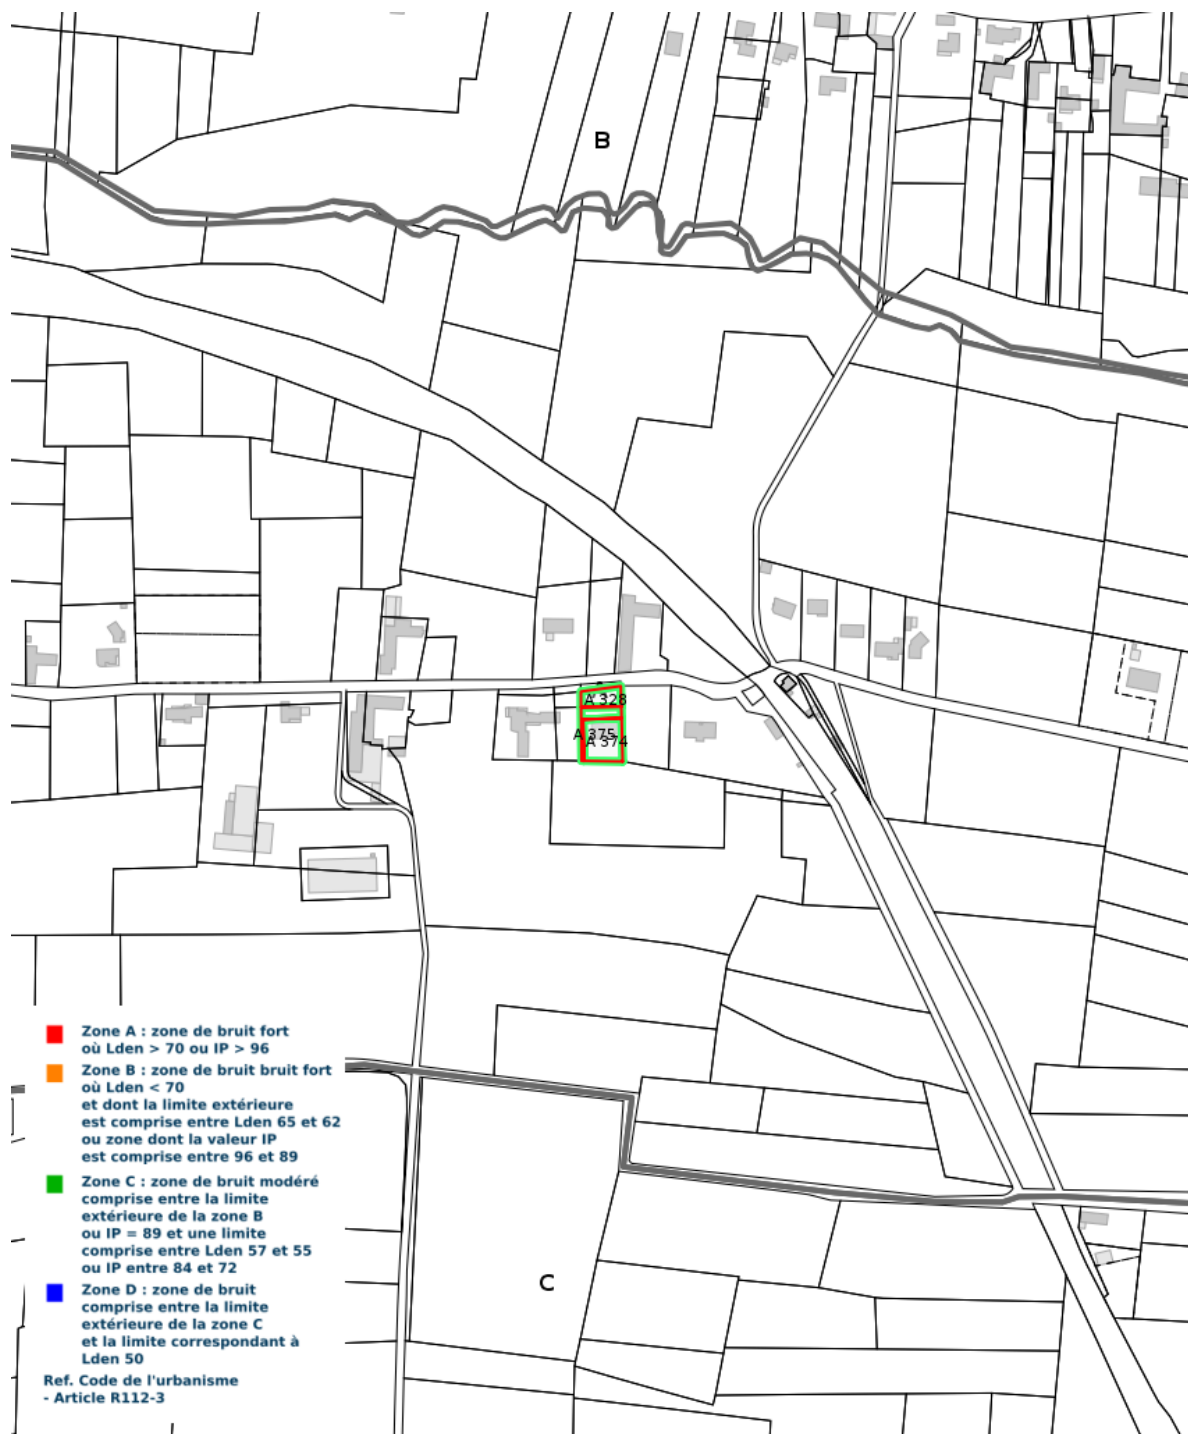 B
A 328
A 375
A 374
Zone A : zone de bruit fort
où Lden > 70 ou IP > 96
Zone B : zone de bruit bruit fort
où Lden < 70
et dont la limite extérieure
est comprise entre Lden 65 et 62
ou zone dont la valeur IP
est comprise entre 96 et 89
Zone C : zone de bruit modéré
comprise entre la limite
extérieure de la zone B
ou IP = 89 et une limite
comprise entre Lden 57 et 55
ou IP entre 84 et 72
Zone D : zone de bruit
comprise entre la limite
extérieure de la zone C
et la limite correspondant à
Lden 50
Ref. Code de l'urbanisme
- Article R112-3
C